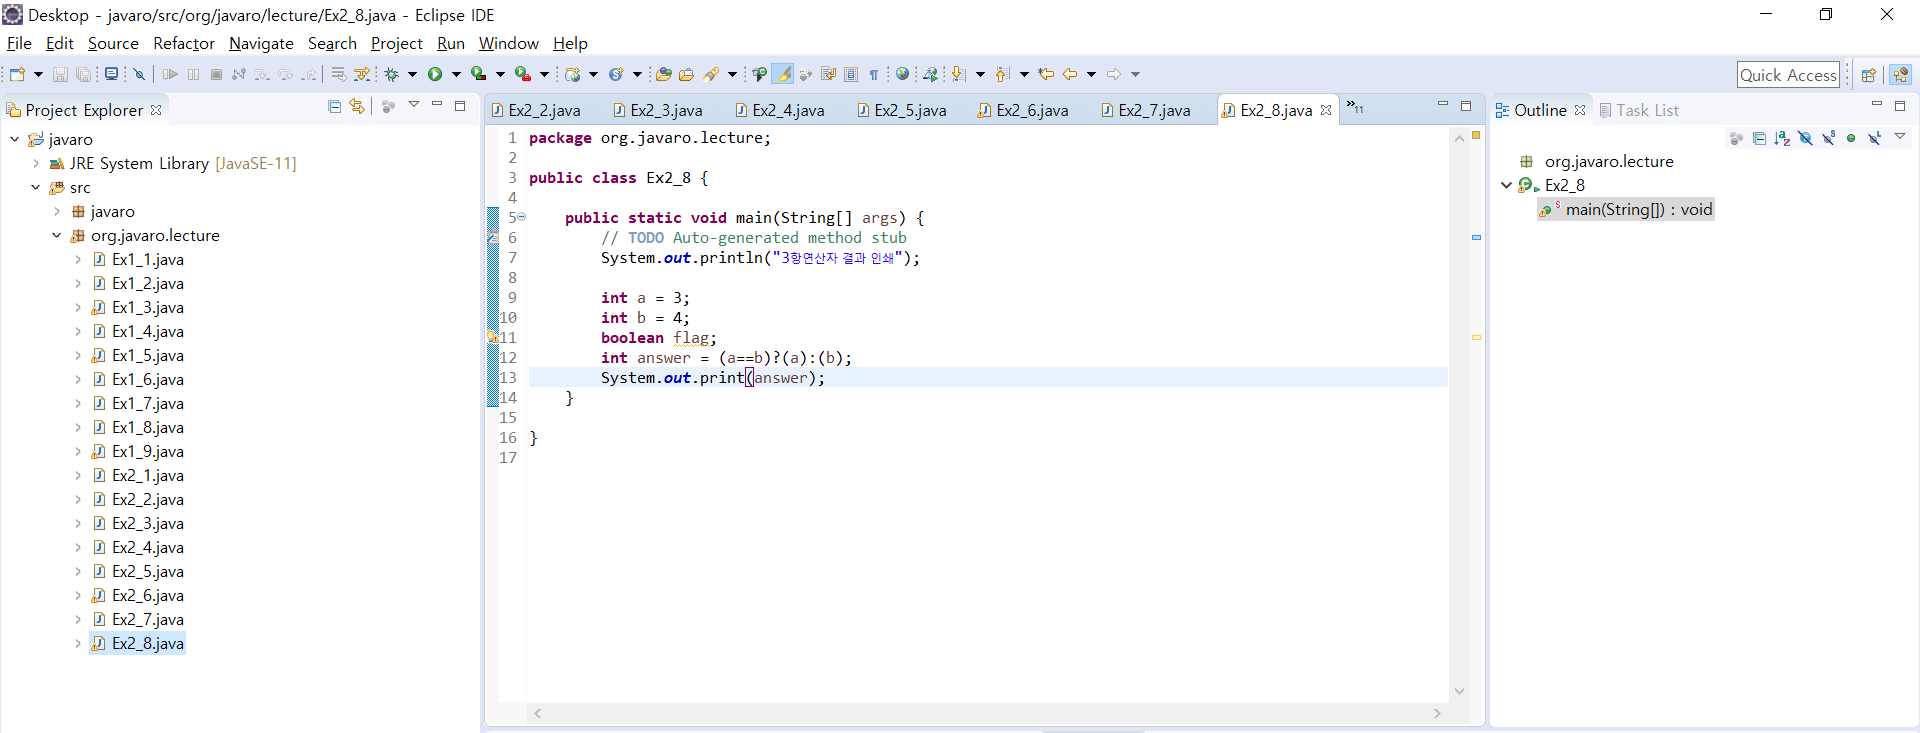 Desktop - javaro/src/org/javaro/lecture/Ex2_8.java - Eclipse IDE
File Edit Source Refactor Navigate Search Project Run Window Help
Quick Access
Project Explorer
javaro
JRE System Library [JavaSE-11]
src
javaro
org.javaro.lecture
Ex1_1.java
Ex1_2.java
Ex1_3.java
Ex1_4.java
Ex1_5.java
Ex1_6.java
Ex1_7.java
Ex1_8.java
Ex1_9.java
Ex2_1.java
Ex2_2.java
Ex2_3.java
Ex2_4.java
Ex2_5.java
Ex2_6.java
Ex2_7.java
Ex2_8.java
Ex2_2.java Ex2_3.java Ex2_4.java Ex2_5.java Ex2_6.java Ex2_7.java Ex2_8.java »11
1 package org.javaro.lecture;
2
3 public class Ex2_8 {
4
5 public static void main(String[] args) {
6 // TODO Auto-generated method stub
7 System.out.println("3항연산자 결과 인쇄");
8
9 int a = 3;
10 int b = 4;
11 boolean flag;
12 int answer = (a==b)?(a):(b);
13 System.out.print(answer);
14 }
15
16 }
17
Outline Task List
org.javaro.lecture
Ex2_8
main(String[]) : void